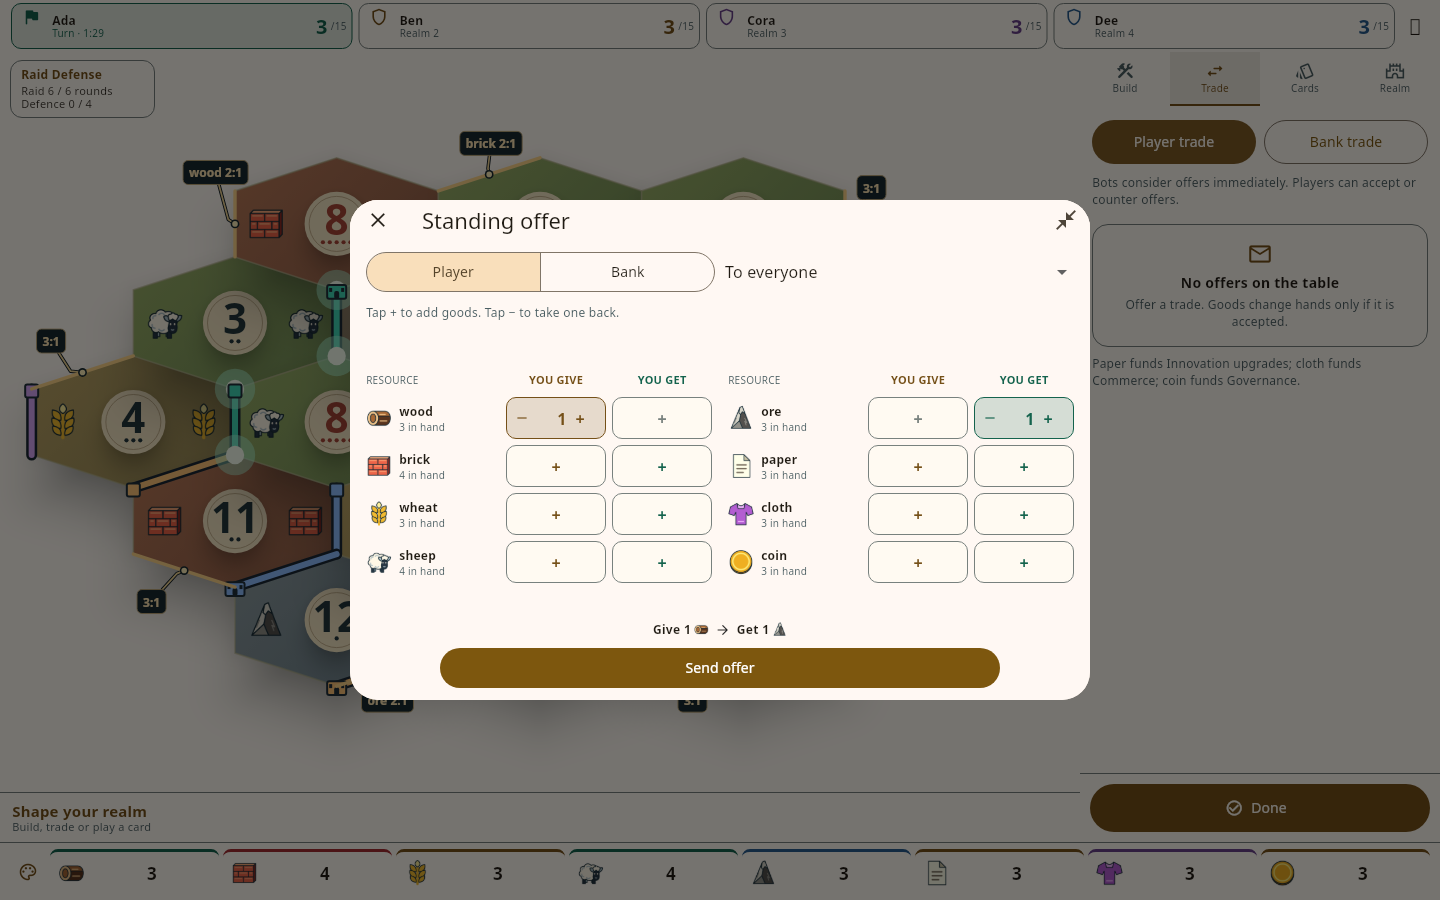 Ada
Turn · 1:29
3 /15
Ben
Realm 2
3 /15
Cora
Realm 3
3 /15
Dee
Realm 4
3 /15
Raid Defense
Raid 6 / 6 rounds
Defence 0 / 4
Build
Trade
Cards
Realm
Player trade
Bank trade
Bots consider offers immediately. Players can accept or
counter offers.
No offers on the table
Offer a trade. Goods change hands only if it is
accepted.
Paper funds Innovation upgrades; cloth funds
Commerce; coin funds Governance.
brick 2:1
wood 2:1
3:1
8
3
3:1
4
8
11
3:1
12
ore 2:1
3:1
Standing offer
Player
Bank
To everyone
Tap + to add goods. Tap − to take one back.
RESOURCE YOU GIVE YOU GET RESOURCE YOU GIVE YOU GET
wood
3 in hand
− 1 +
+
ore
3 in hand
+
− 1 +
brick
4 in hand
+
+
paper
3 in hand
+
+
wheat
3 in hand
+
+
cloth
3 in hand
+
+
sheep
4 in hand
+
+
coin
3 in hand
+
+
Give 1 → Get 1
Send offer
Shape your realm
Build, trade or play a card
Done
3 4 3 4 3 3 3 3